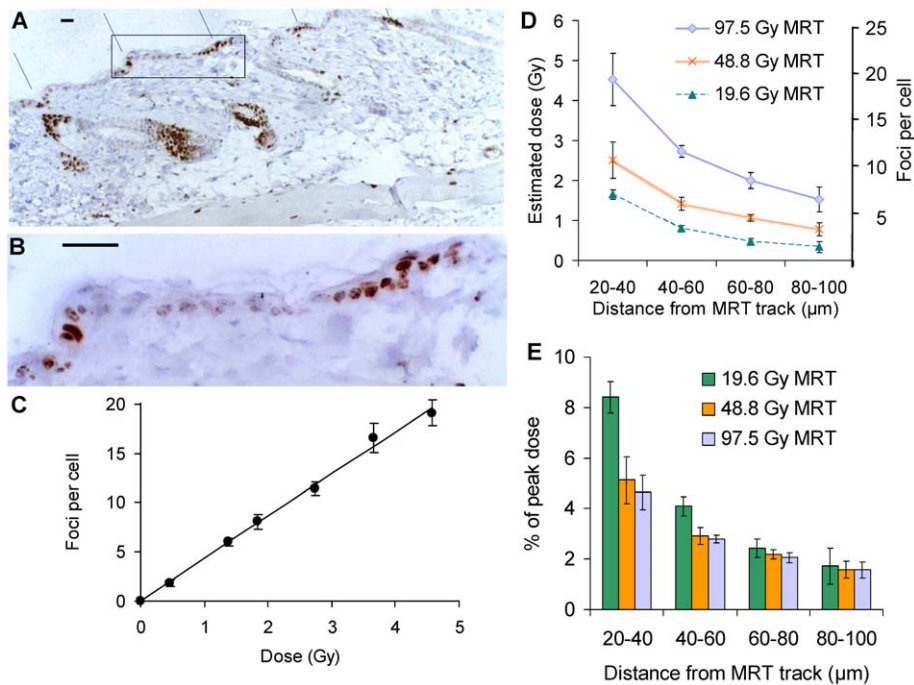 A
B
C
Foci per cell
20
15
10
5
0
0 1 2 3 4 5
Dose (Gy)
D
Estimated dose (Gy)
6
5
4
3
2
1
0
97.5 Gy MRT
48.8 Gy MRT
19.6 Gy MRT
25
20
15
10
5
Foci per cell
20-40 40-60 60-80 80-100
Distance from MRT track (µm)
E
% of peak dose
10
8
6
4
2
0
19.6 Gy MRT
48.8 Gy MRT
97.5 Gy MRT
20-40 40-60 60-80 80-100
Distance from MRT track (µm)